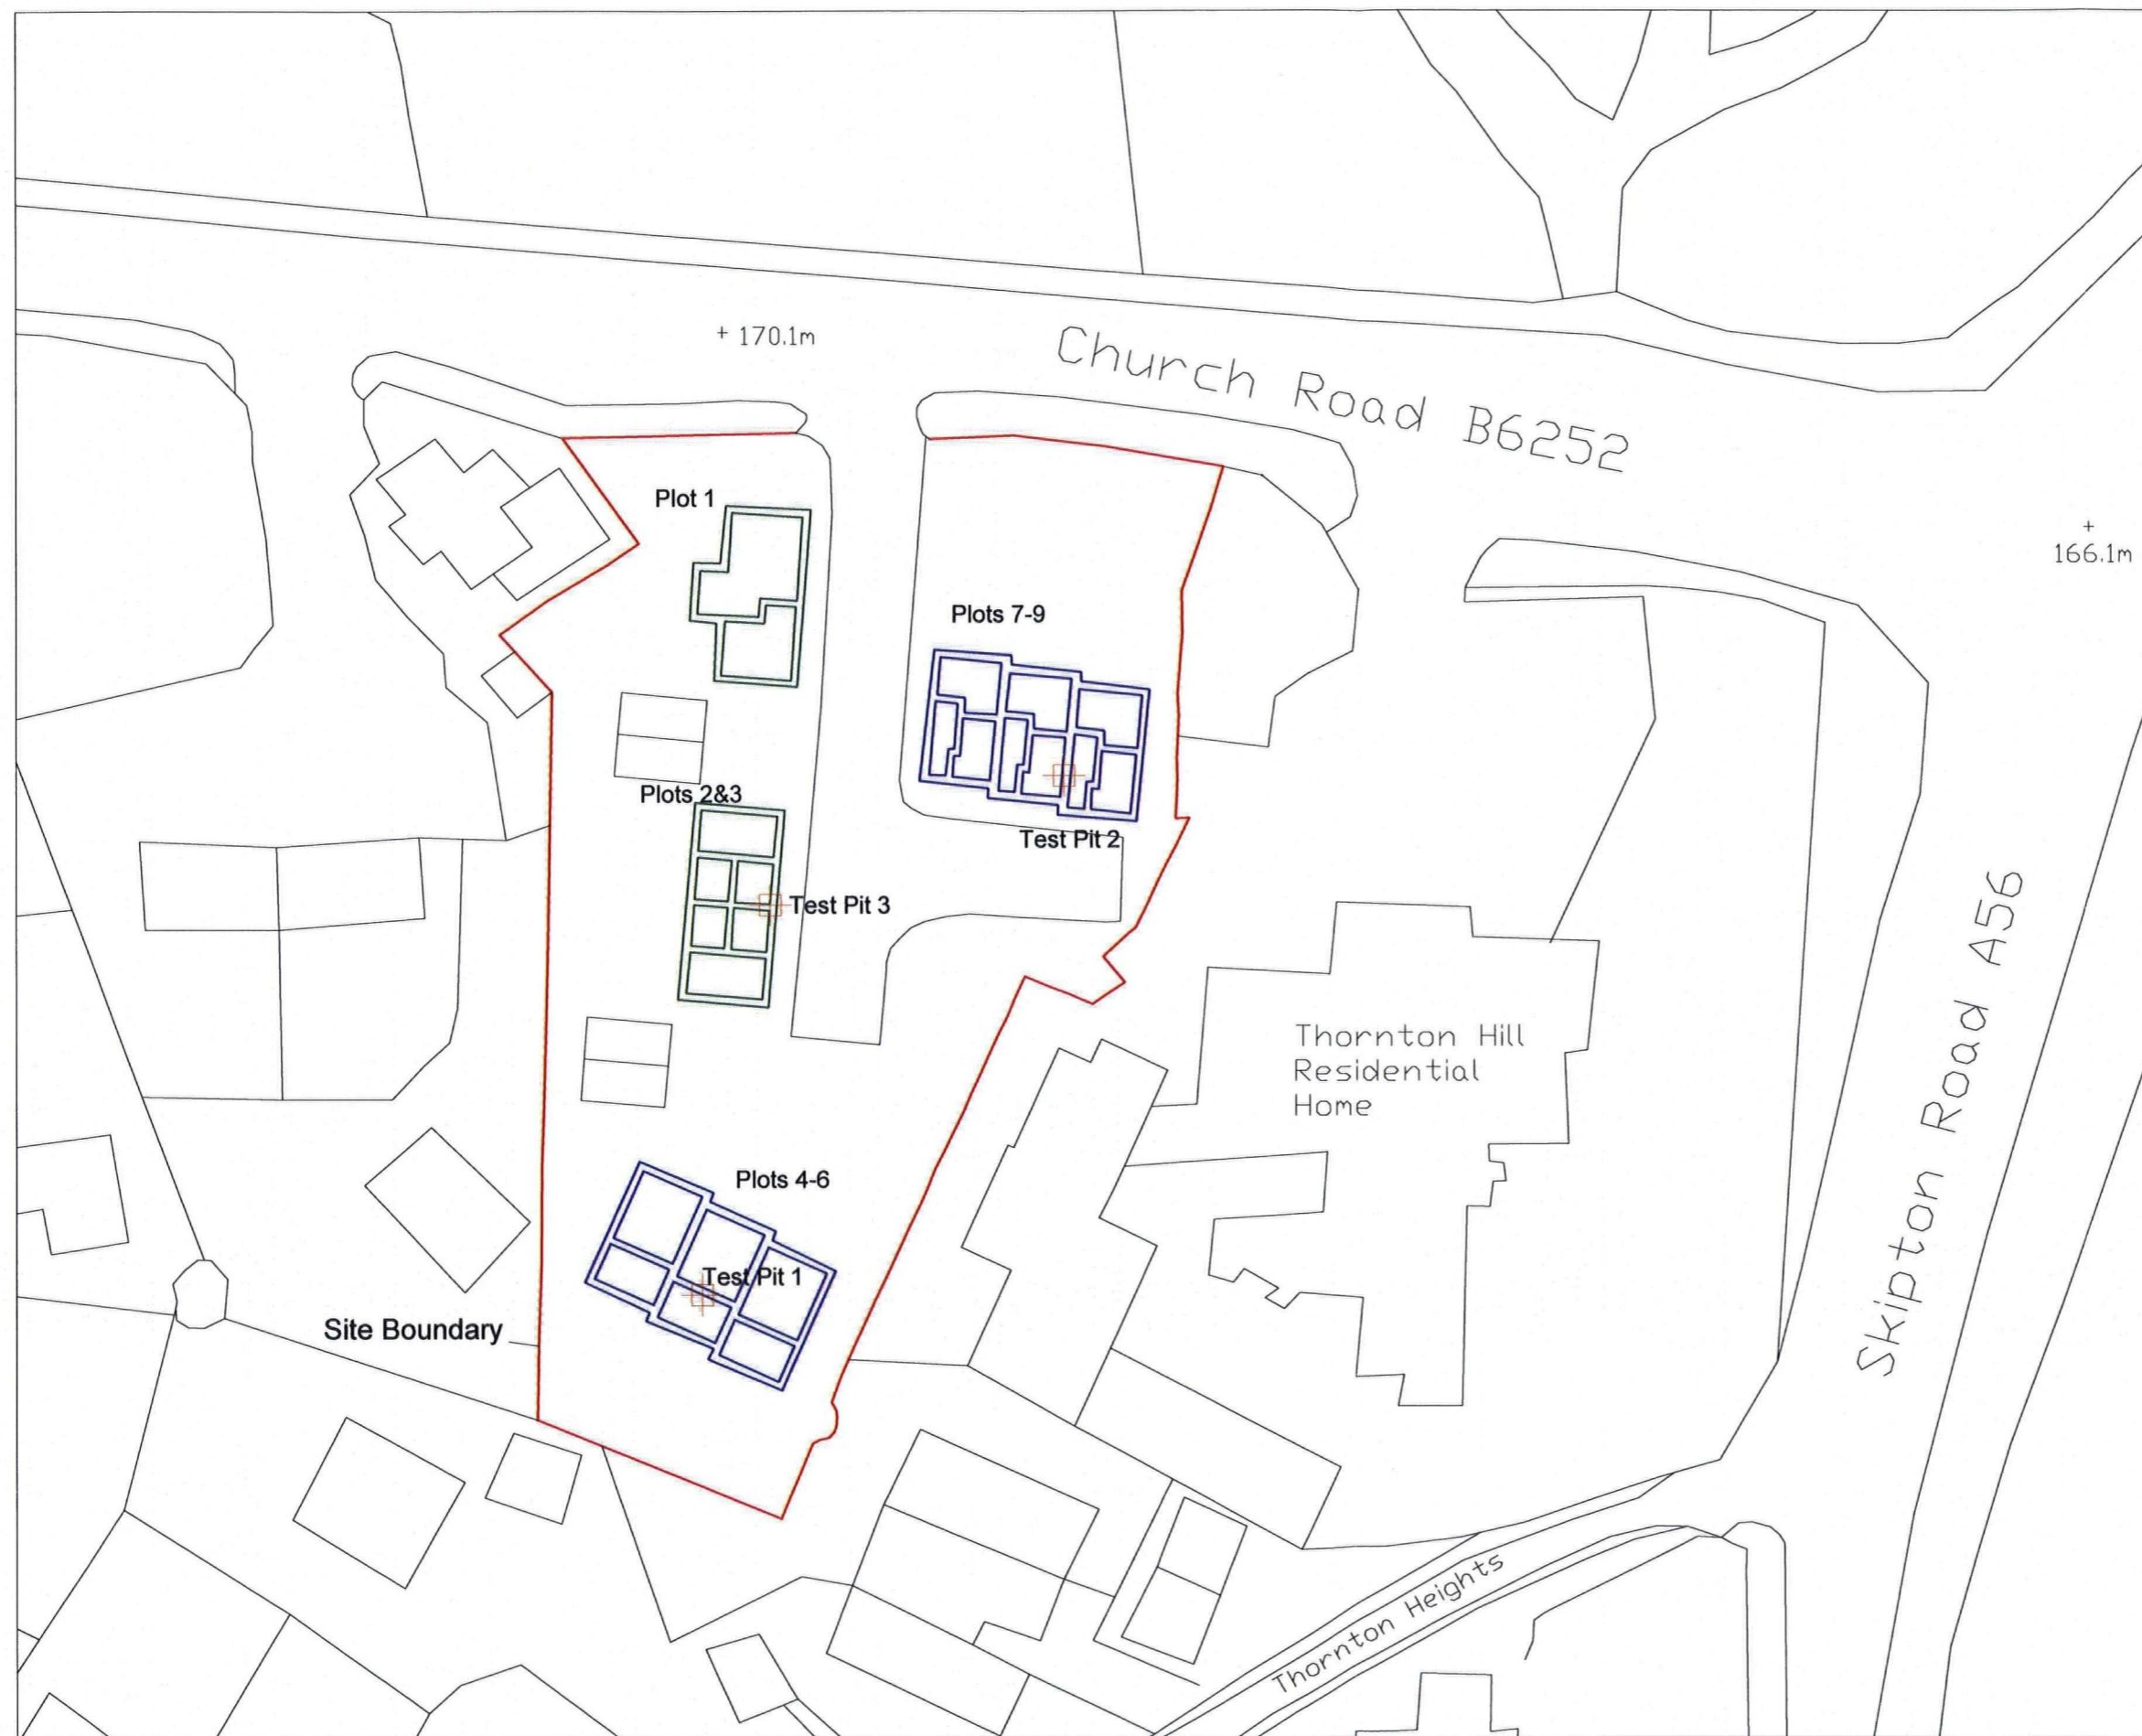 + 170.1m
Church Road B6252
Plot 1
+
166.1m
Plots 7-9
Plots 2&3
Test Pit 2
Test Pit 3
Skipton Road A56
Thornton Hill
Residential
Home
Plots 4-6
Test Pit 1
Site Boundary
Thornton Heights